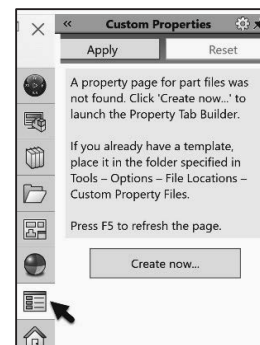 Custom Properties
Apply
Reset
A property page for part files was
not found. Click 'Create now...' to
launch the Property Tab Builder.
If you already have a template,
place it in the folder specified in
Tools – Options – File Locations –
Custom Property Files.
Press F5 to refresh the page.
Create now...